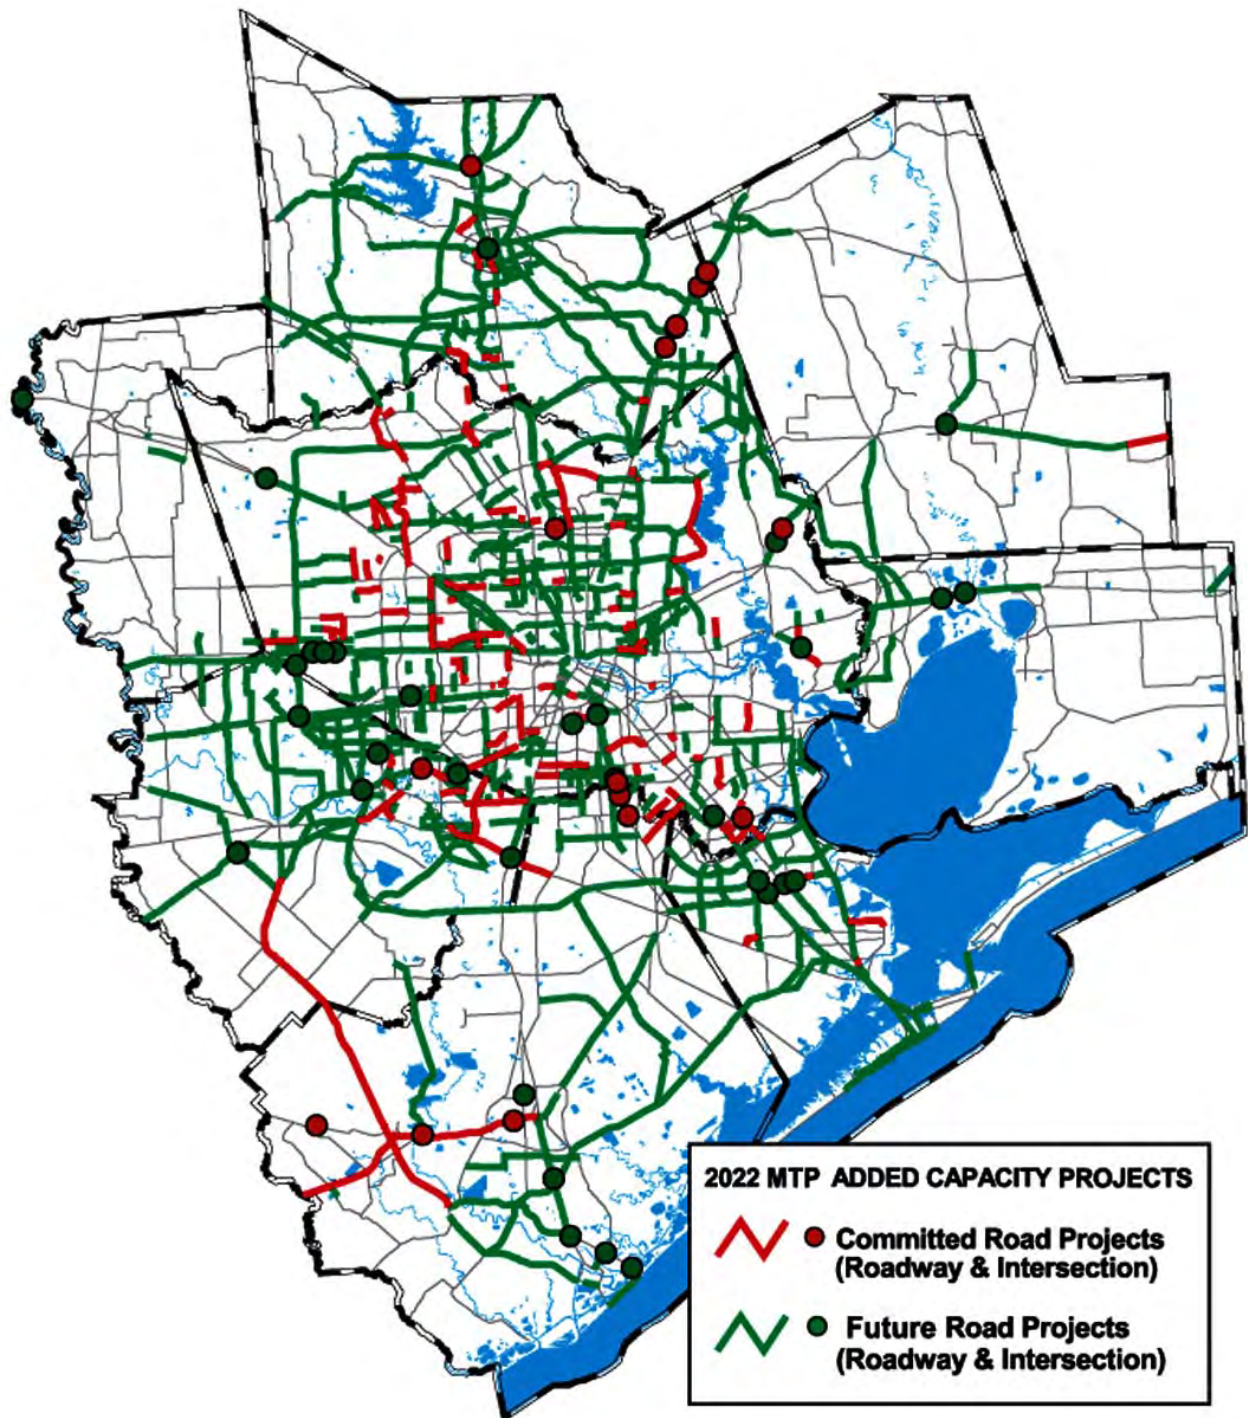 2022 MTP ADDED CAPACITY PROJECTS
Committed Road Projects
(Roadway & Intersection)
Future Road Projects
(Roadway & Intersection)